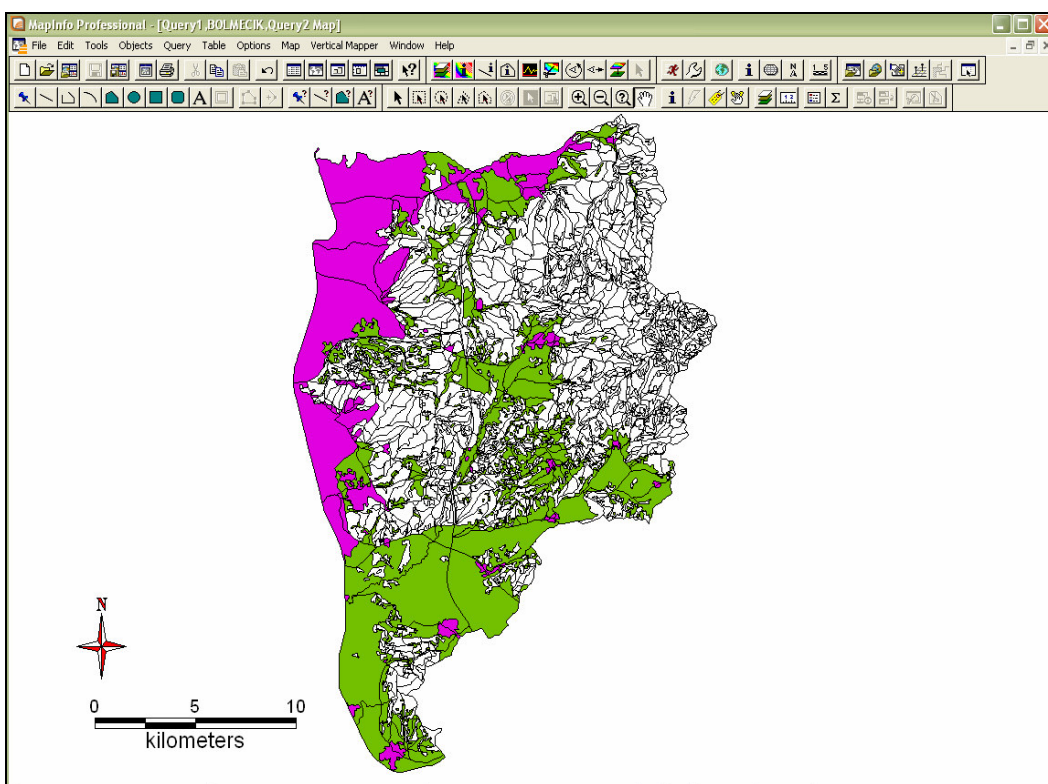 MapInfo Professional - [Query1,BOLMECIK,Query2 Map]
File Edit Tools Objects Query Table Options Map Vertical Mapper Window Help
N
0 5 10
kilometers